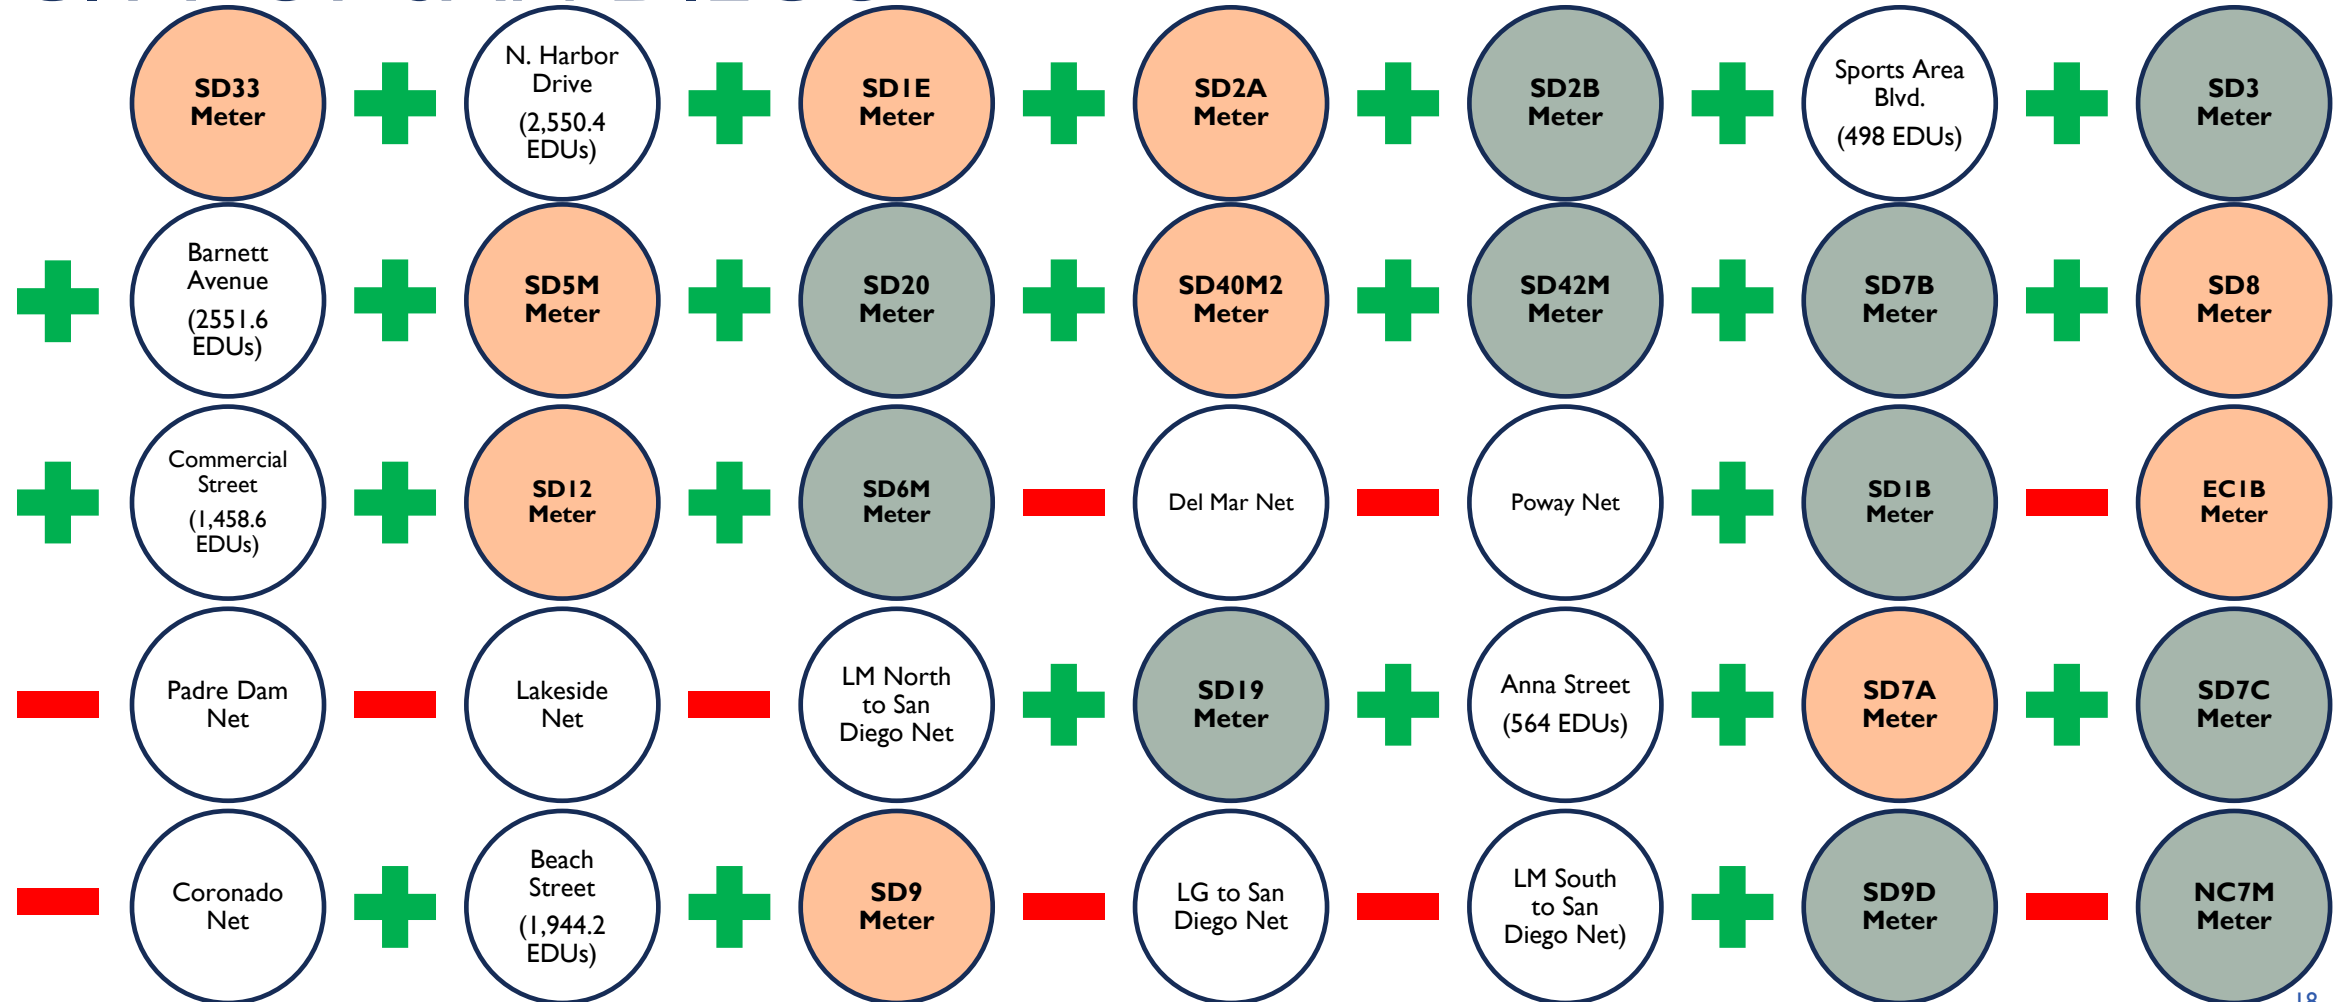 SD33
Meter
N. Harbor
Drive
(2,550.4
EDUs)
SD1E
Meter
SD2A
Meter
SD2B
Meter
Sports Area
Blvd.
(498 EDUs)
SD3
Meter
Barnett
Avenue
(2551.6
EDUs)
SD5M
Meter
SD20
Meter
SD40M2
Meter
SD42M
Meter
SD7B
Meter
SD8
Meter
Commercial
Street
(1,458.6
EDUs)
SD12
Meter
SD6M
Meter
Del Mar Net
Poway Net
SD1B
Meter
EC1B
Meter
Padre Dam
Net
Lakeside
Net
LM North
to San
Diego Net
SD19
Meter
Anna Street
(564 EDUs)
SD7A
Meter
SD7C
Meter
Coronado
Net
Beach
Street
(1,944.2
EDUs)
SD9
Meter
LG to San
Diego Net
LM South
to San
Diego Net)
SD9D
Meter
NC7M
Meter
18